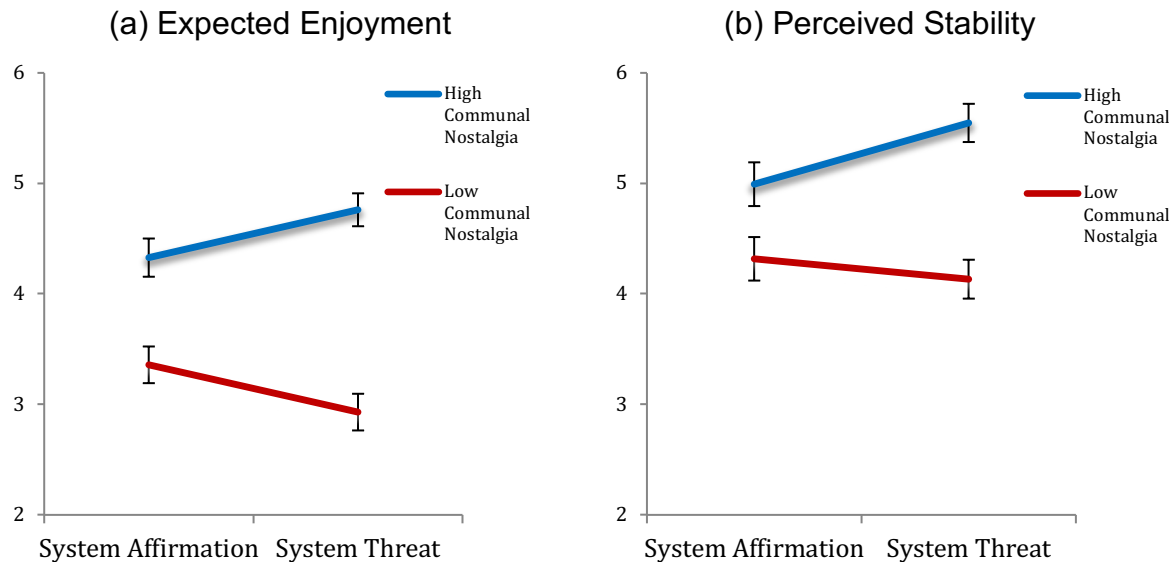 (a) Expected Enjoyment
6
5
4
3
2
High
Communal
Nostalgia
Low
Communal
Nostalgia
System Affirmation
System Threat
(b) Perceived Stability
6
5
4
3
2
High
Communal
Nostalgia
Low
Communal
Nostalgia
System Affirmation
System Threat